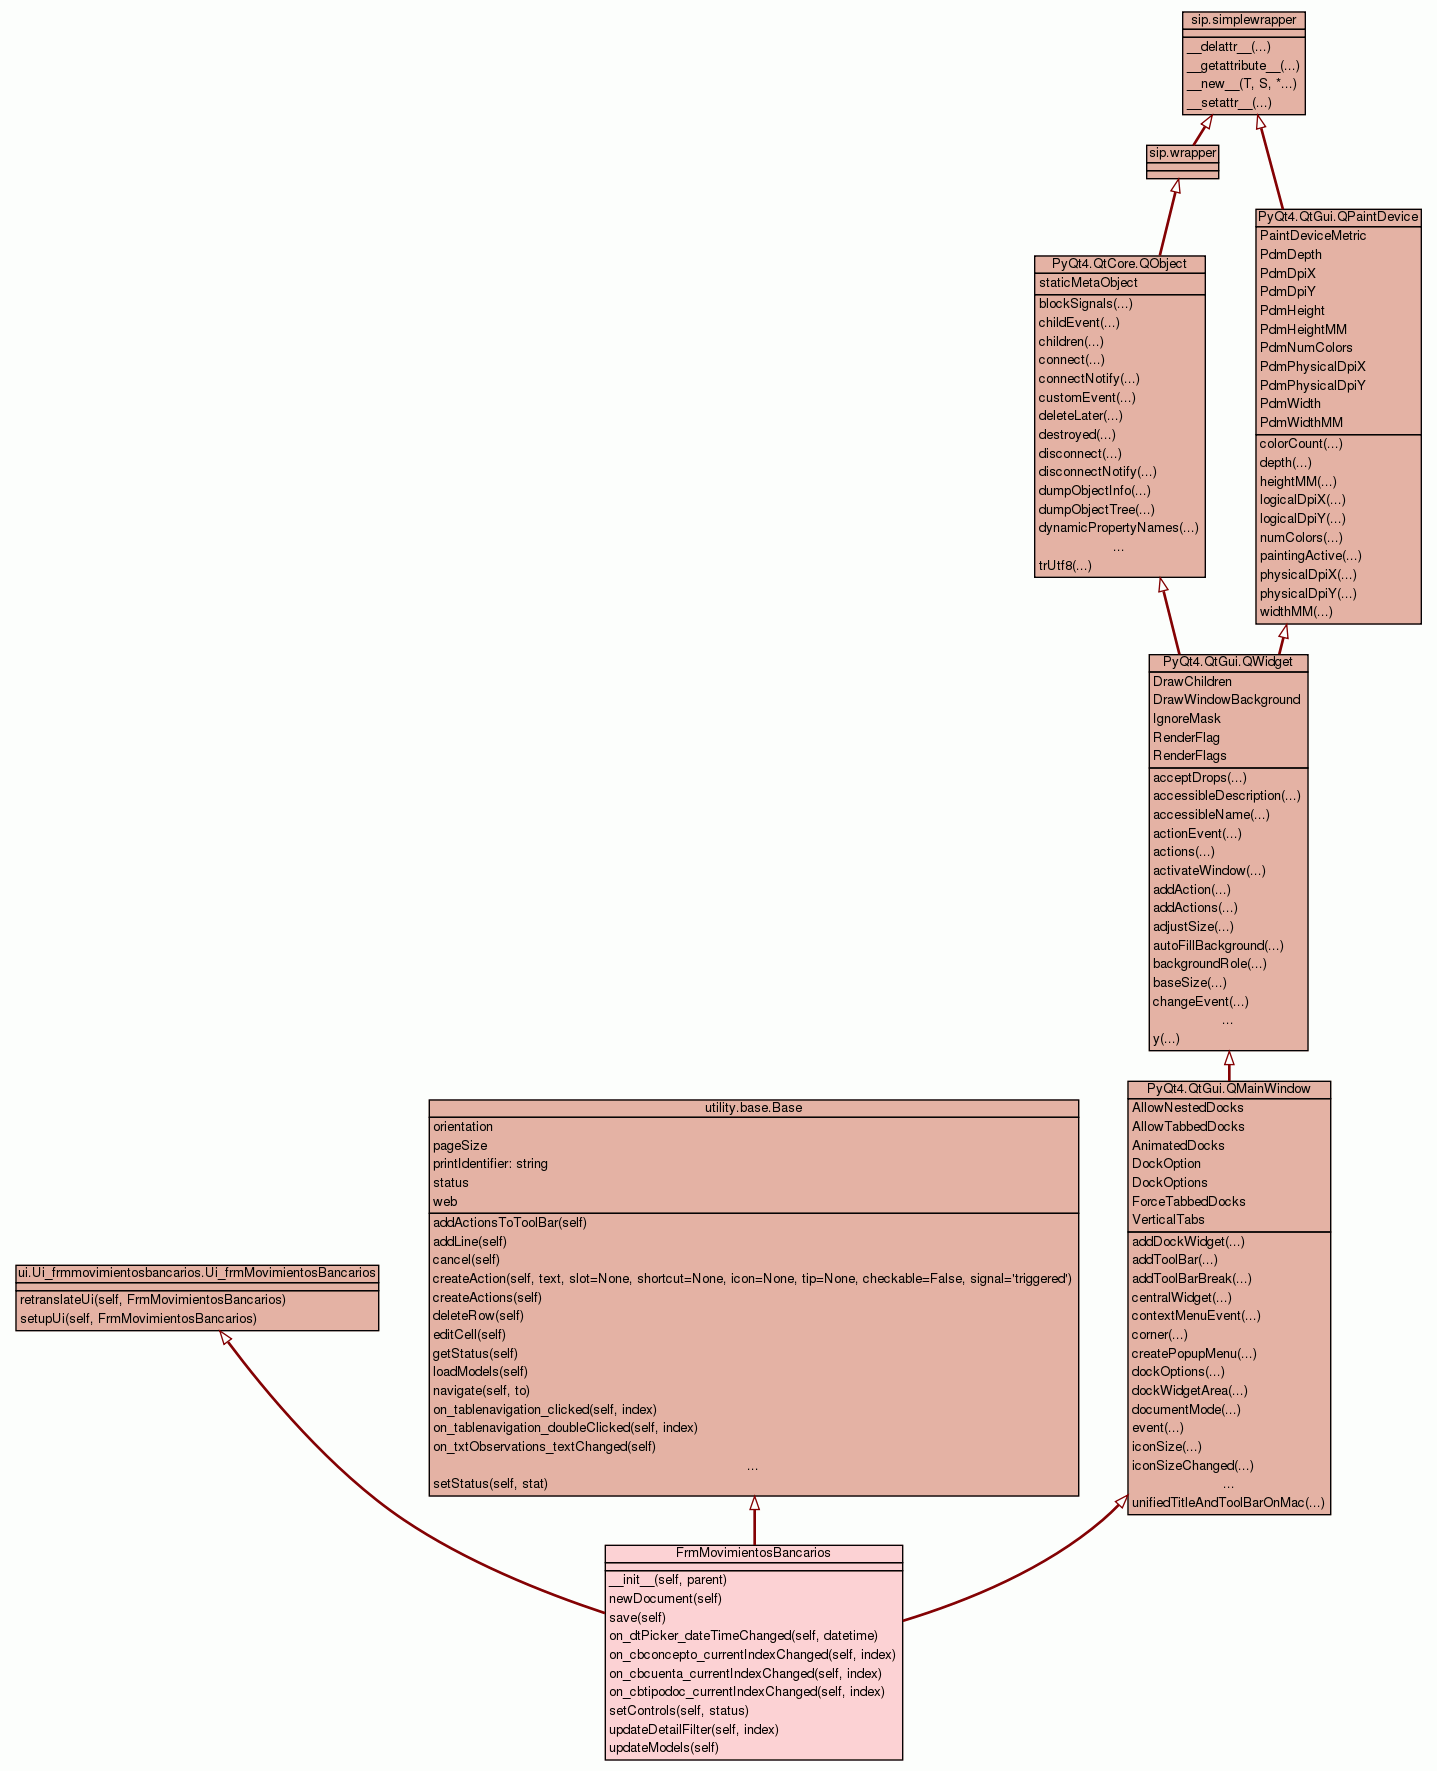 sip.simplewrapper
__delattr__(...)
__getattribute__(...)
__new__(T, S, *...)
__setattr__(...)
sip.wrapper
PyQt4.QtGui.QPaintDevice
PaintDeviceMetric
PdmDepth
PdmDpiX
PdmDpiY
PdmHeight
PdmHeightMM
PdmNumColors
PdmPhysicalDpiX
PdmPhysicalDpiY
PdmWidth
PdmWidthMM
colorCount(...)
depth(...)
heightMM(...)
logicalDpiX(...)
logicalDpiY(...)
numColors(...)
paintingActive(...)
physicalDpiX(...)
physicalDpiY(...)
widthMM(...)
PyQt4.QtCore.QObject
staticMetaObject
blockSignals(...)
childEvent(...)
children(...)
connect(...)
connectNotify(...)
customEvent(...)
deleteLater(...)
destroyed(...)
disconnect(...)
disconnectNotify(...)
dumpObjectInfo(...)
dumpObjectTree(...)
dynamicPropertyNames(...)
...
trUtf8(...)
PyQt4.QtGui.QWidget
DrawChildren
DrawWindowBackground
IgnoreMask
RenderFlag
RenderFlags
acceptDrops(...)
accessibleDescription(...)
accessibleName(...)
actionEvent(...)
actions(...)
activateWindow(...)
addAction(...)
addActions(...)
adjustSize(...)
autoFillBackground(...)
backgroundRole(...)
baseSize(...)
changeEvent(...)
...
y(...)
PyQt4.QtGui.QMainWindow
AllowNestedDocks
AllowTabbedDocks
AnimatedDocks
DockOption
DockOptions
ForceTabbedDocks
VerticalTabs
addDockWidget(...)
addToolBar(...)
addToolBarBreak(...)
centralWidget(...)
contextMenuEvent(...)
corner(...)
createPopupMenu(...)
dockOptions(...)
dockWidgetArea(...)
documentMode(...)
event(...)
iconSize(...)
iconSizeChanged(...)
...
unifiedTitleAndToolBarOnMac(...)
utility.base.Base
orientation
pageSize
printIdentifier: string
status
web
addActionsToToolBar(self)
addLine(self)
cancel(self)
createAction(self, text, slot=None, shortcut=None, icon=None, tip=None, checkable=False, signal='triggered')
createActions(self)
deleteRow(self)
editCell(self)
getStatus(self)
loadModels(self)
navigate(self, to)
on_tablenavigation_clicked(self, index)
on_tablenavigation_doubleClicked(self, index)
on_txtObservations_textChanged(self)
...
setStatus(self, stat)
ui.Ui_frmmovimientosbancarios.Ui_frmMovimientosBancarios
retranslateUi(self, FrmMovimientosBancarios)
setupUi(self, FrmMovimientosBancarios)
FrmMovimientosBancarios
__init__(self, parent)
newDocument(self)
save(self)
on_dtPicker_dateTimeChanged(self, datetime)
on_cbconcepto_currentIndexChanged(self, index)
on_cbcuenta_currentIndexChanged(self, index)
on_cbtipodoc_currentIndexChanged(self, index)
setControls(self, status)
updateDetailFilter(self, index)
updateModels(self)